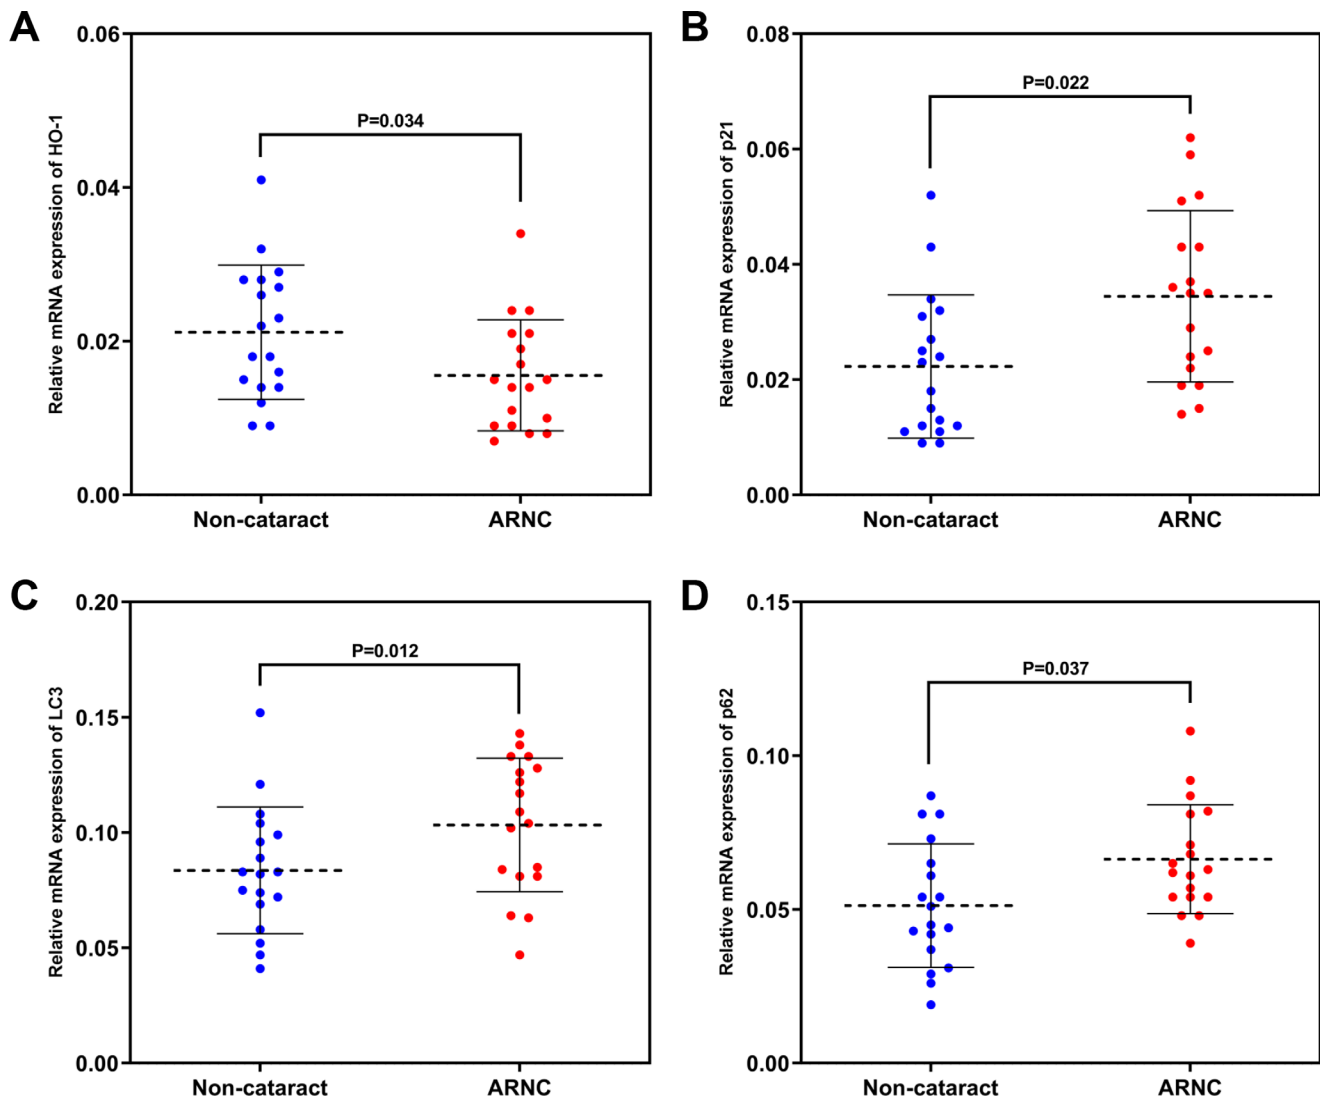 A
Relative mRNA expression of HO-1
0.06
0.04
0.02
0.00
P=0.034
Non-cataract
ARNC
B
Relative mRNA expression of p21
0.08
0.06
0.04
0.02
0.00
P=0.022
Non-cataract
ARNC
C
Relative mRNA expression of LC3
0.20
0.15
0.10
0.05
0.00
P=0.012
Non-cataract
ARNC
D
Relative mRNA expression of p62
0.15
0.10
0.05
0.00
P=0.037
Non-cataract
ARNC